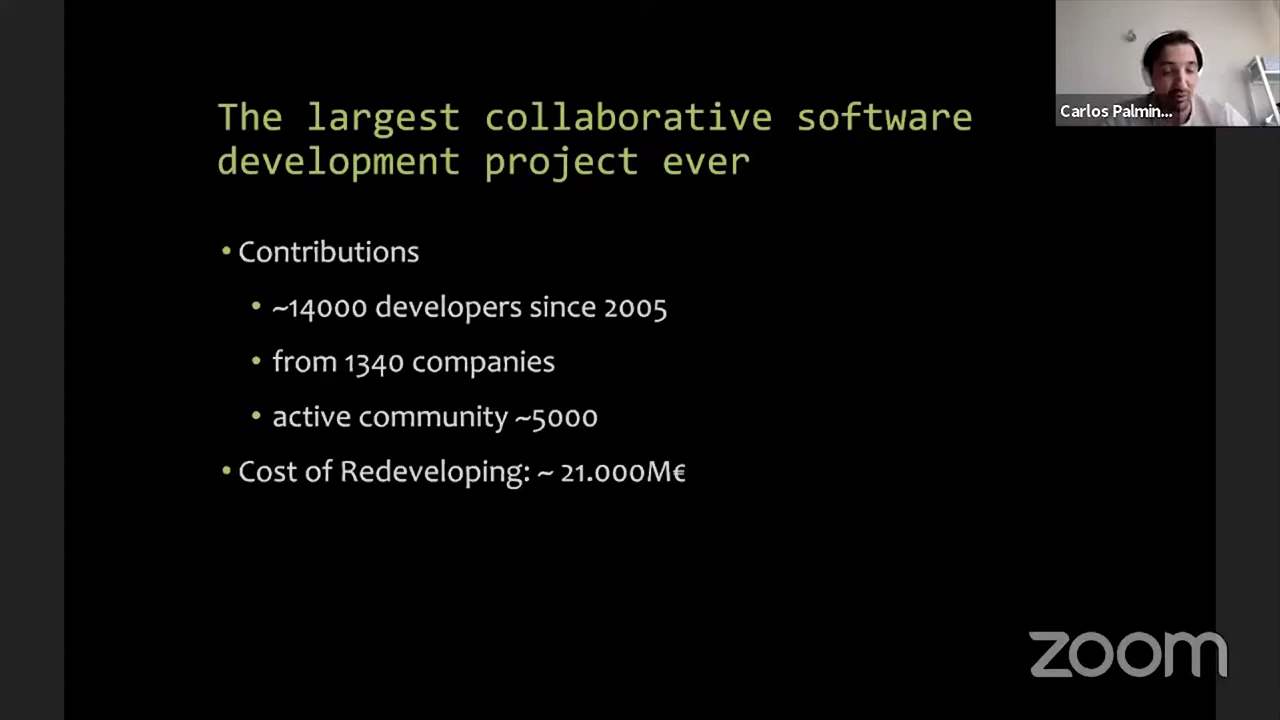 The largest collaborative software
development project ever
Carlos Palmin...
• Contributions
• ~14000 developers since 2005
• from 1340 companies
• active community ~5000
• Cost of Redeveloping: ~ 21.000M€
zoom